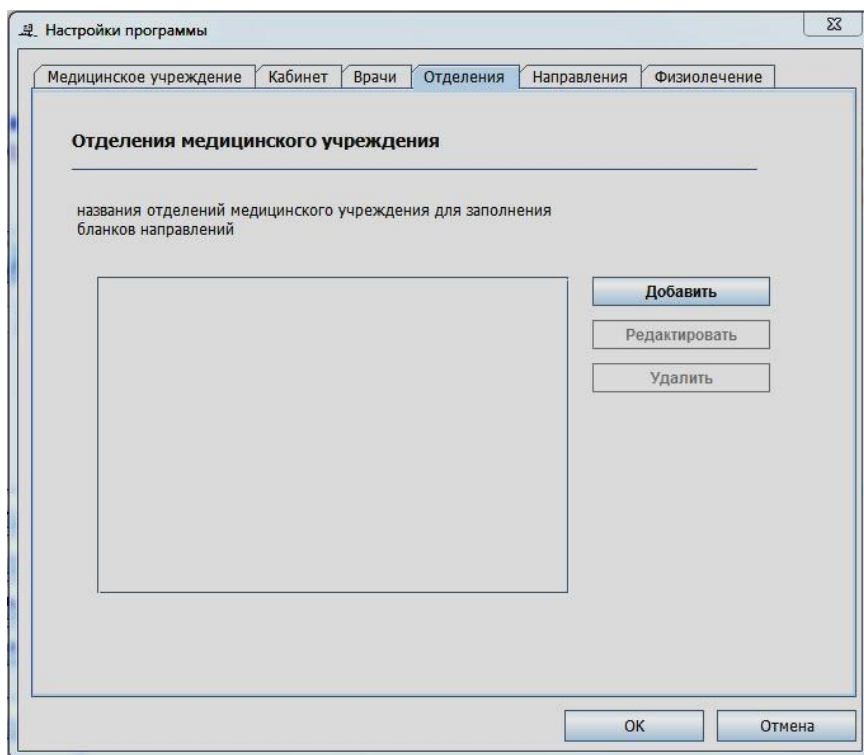 Настройки программы
Медицинское учреждение
Кабинет
Врачи
Отделения
Направления
Физиолечение
Отделения медицинского учреждения
названия отделений медицинского учреждения для заполнения
бланков направлений
Добавить
Редактировать
Удалить
OK
Отмена